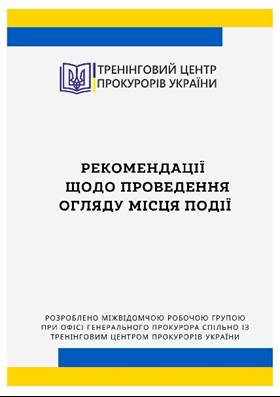 ТРЕНІНГОВИЙ ЦЕНТР
ПРОКУРОРІВ УКРАЇНИ
РЕКОМЕНДАЦІЇ
ЩОДО ПРОВЕДЕННЯ
ОГЛЯДУ МІСЦЯ ПОДІЇ
РОЗРОБЛЕНО МІЖВІДОМЧОЮ РОБОЧОЮ ГРУПОЮ
ПРИ ОФІСІ ГЕНЕРАЛЬНОГО ПРОКУРОРА СПІЛЬНО ІЗ
ТРЕНІНГОВИМ ЦЕНТРОМ ПРОКУРОРІВ УКРАЇНИ